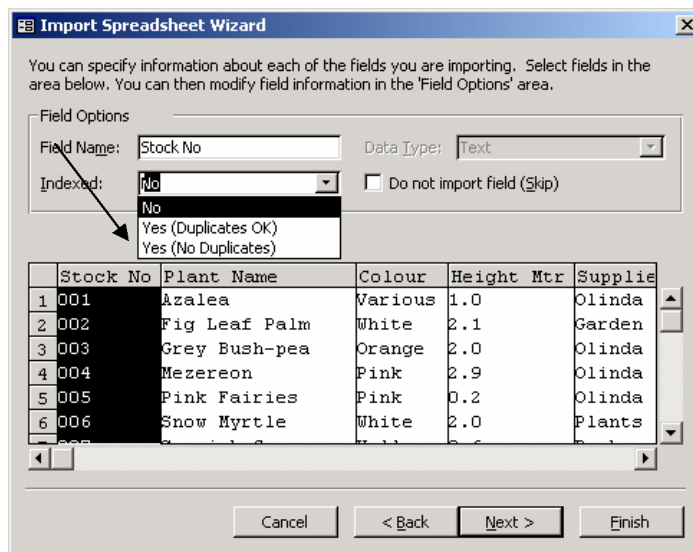 Import Spreadsheet Wizard
You can specify information about each of the fields you are importing. Select fields in the
area below. You can then modify field information in the 'Field Options' area.
Field Options
Field Name: Stock No Data Type: Text
Indexed: No Do not import field (Skip)
No
Yes (Duplicates OK)
Yes (No Duplicates)
Stock No Plant Name Colour Height Mtr Supplie
1 001 Azalea Various 1.0 Olinda
2 002 Fig Leaf Palm White 2.1 Garden
3 003 Grey Bush-pea Orange 2.0 Olinda
4 004 Mezereon Pink 2.9 Olinda
5 005 Pink Fairies Pink 0.2 Olinda
6 006 Snow Myrtle White 2.0 Plants
Cancel < Back Next > Finish